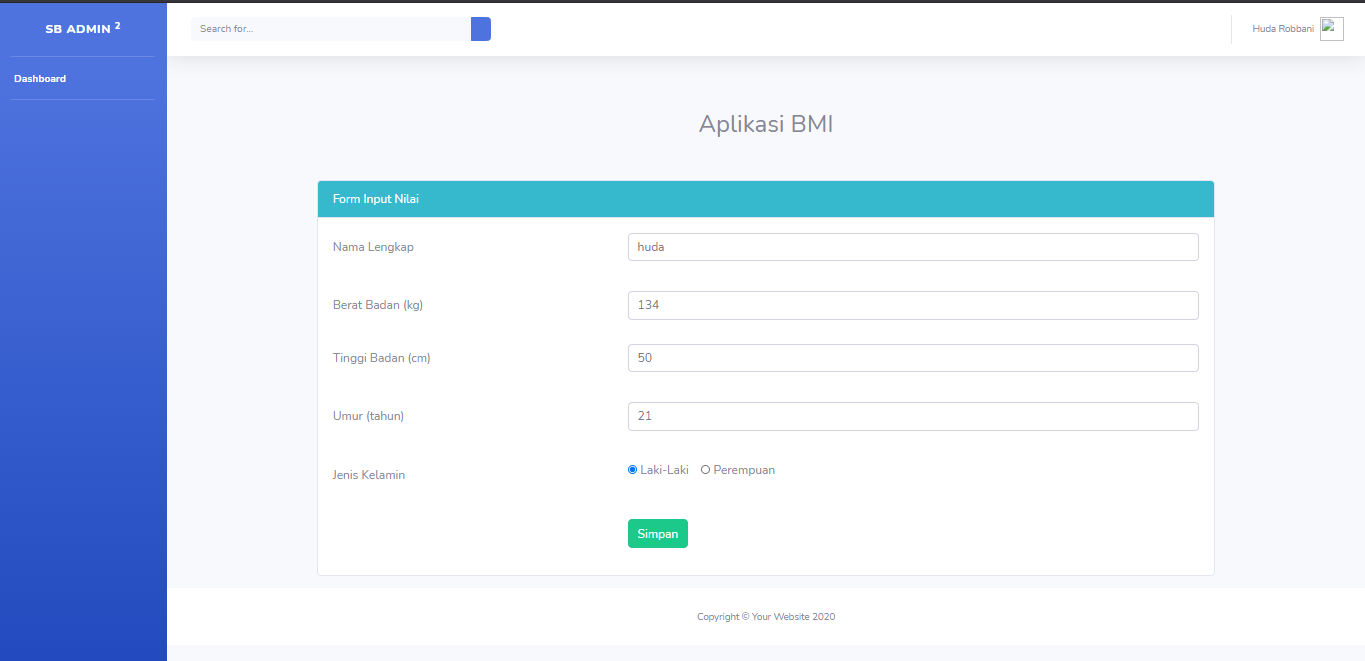 SB ADMIN 2
Search for...
Huda Robbani
Dashboard
Aplikasi BMI
Form Input Nilai
Nama Lengkap huda
Berat Badan (kg) 134
Tinggi Badan (cm) 50
Umur (tahun) 21
Jenis Kelamin Laki-Laki Perempuan
Simpan
Copyright © Your Website 2020